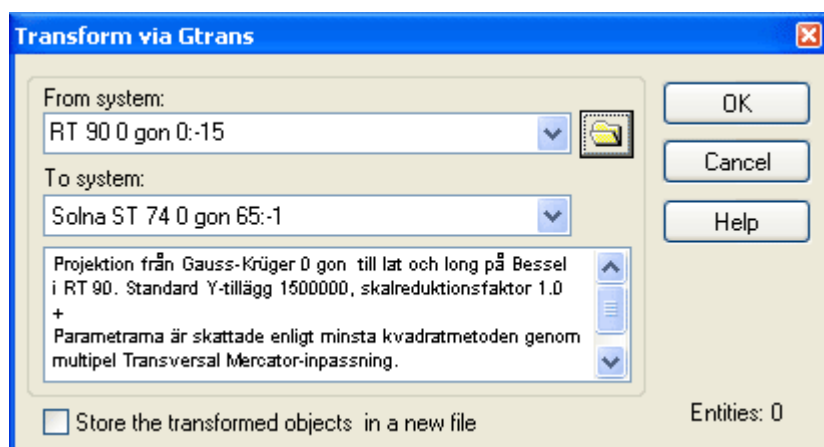 Transform via Gtrans
From system:
RT 90 0 gon 0:-15
OK
To system:
Cancel
Solna ST 74 0 gon 65:-1
Help
Projektion från Gauss-Krüger 0 gon till lat och long på Bessel
i RT 90. Standard Y-tillägg 1500000, skalreduktionsfaktor 1.0
+
Parametrarna är skattade enligt minsta kvadratmetoden genom
multipel Transversal Mercator-inpassning.
Store the transformed objects in a new file
Entities: 0